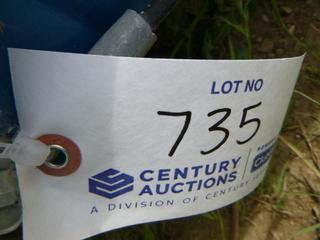 LOT NO
735
CENTURY
AUCTIONS
A DIVISION OF CENTURY